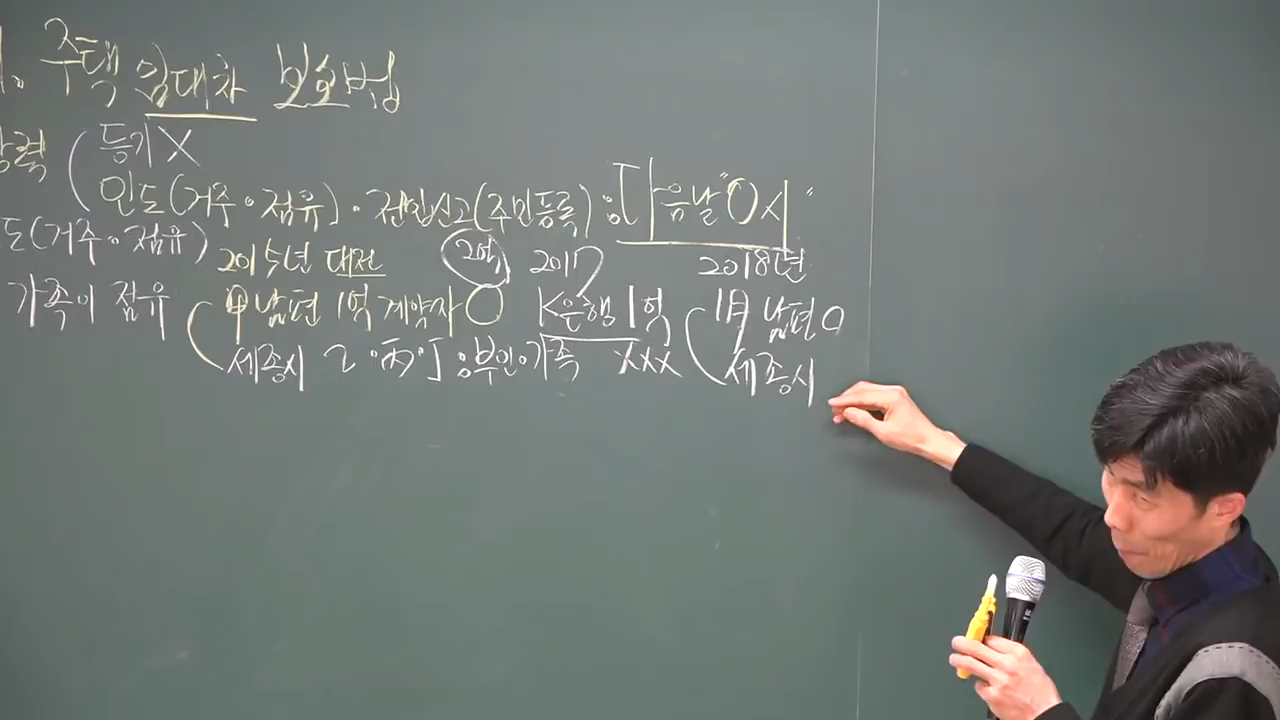 1. 주택 임대차 보호법
항력 ( 등기 X
인도(거주·점유)·전입신고(주민등록) : 다음날 "0시"
도(거주·점유)
가족이 점유
2015년 대전 2억 2017 2018년
甲 남편 1억 계약자 O K은행 1억 1月 남편 O
세종시 乙·丙·丁 : 부인·가족 XXX 세종시